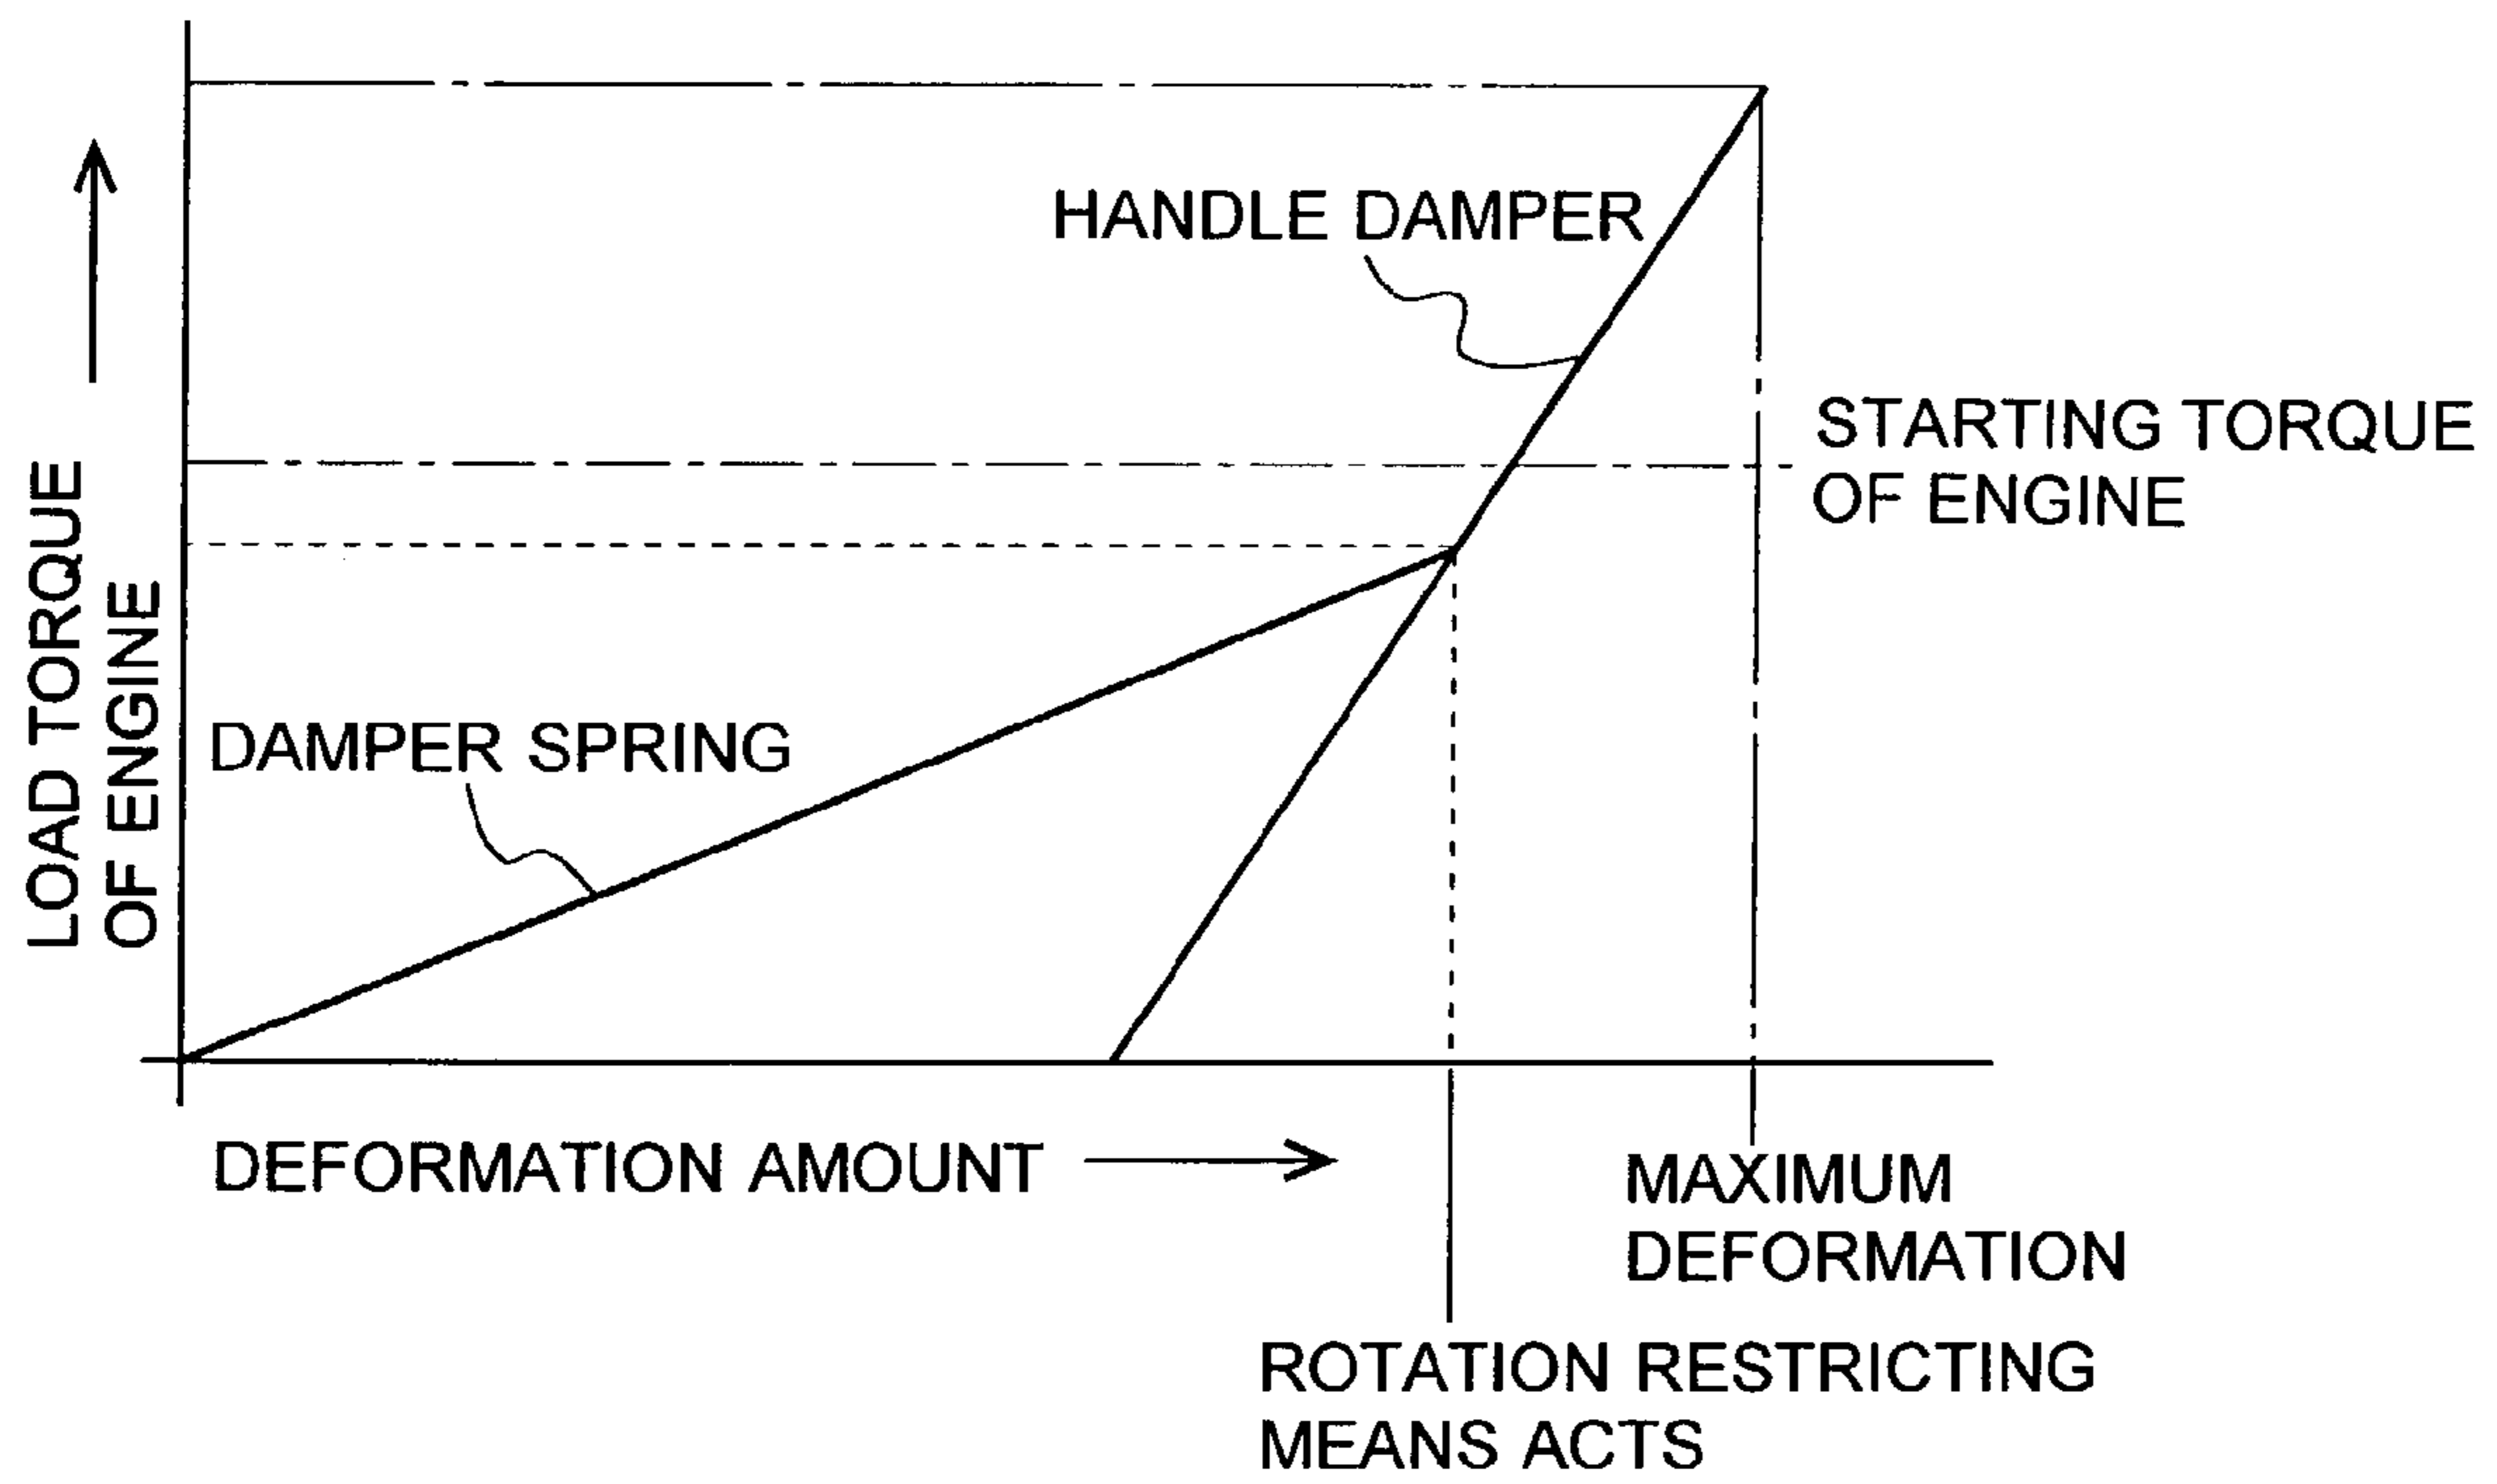 HANDLE DAMPER
STARTING TORQUE
OF ENGINE
LOAD TORQUE
OF ENGINE
DAMPER SPRING
DEFORMATION AMOUNT
MAXIMUM
DEFORMATION
ROTATION RESTRICTING
MEANS ACTS